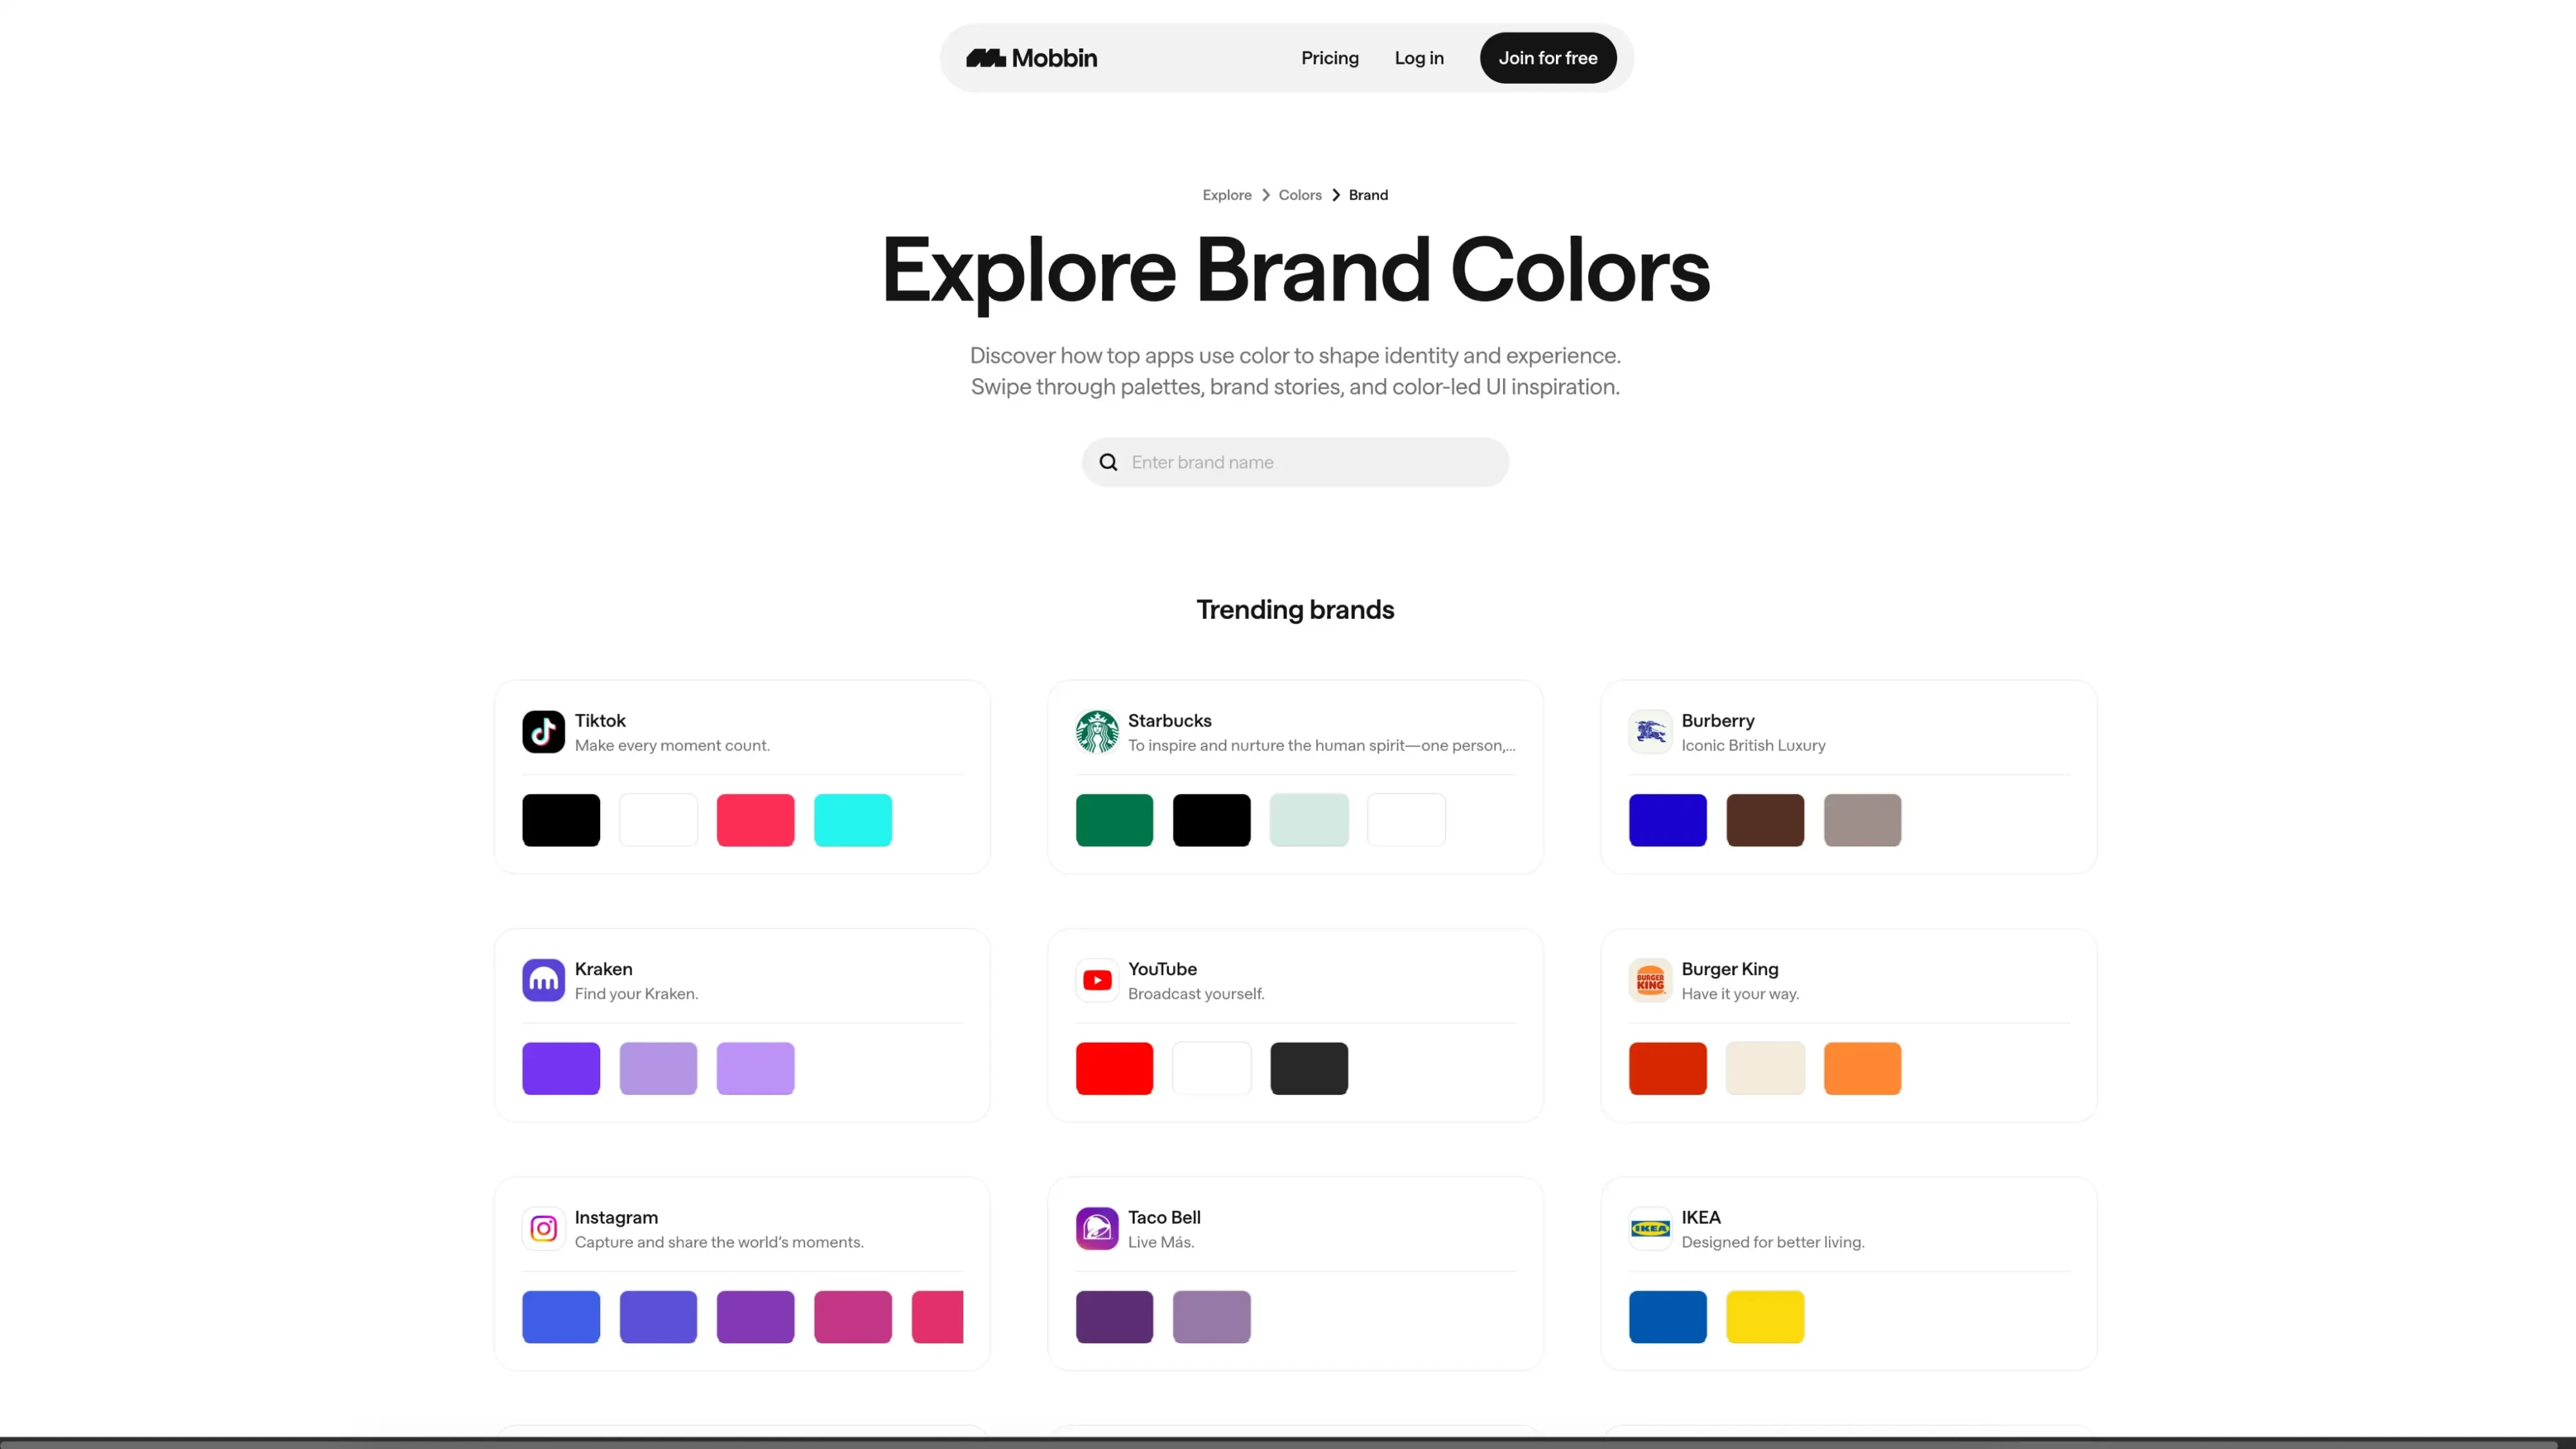 Mobbin
Pricing
Log in
Join for free
Explore
Colors
Brand
Explore Brand Colors
Discover how top apps use color to shape identity and experience.
Swipe through palettes, brand stories, and color-led UI inspiration.
Enter brand name
Trending brands
Tiktok
Make every moment count.
Starbucks
To inspire and nurture the human spirit—one person,...
Burberry
Iconic British Luxury
Kraken
Find your Kraken.
YouTube
Broadcast yourself.
BURGER
KING
Burger King
Have it your way.
Instagram
Capture and share the world's moments.
Taco Bell
Live Más.
IKEA
IKEA
Designed for better living.